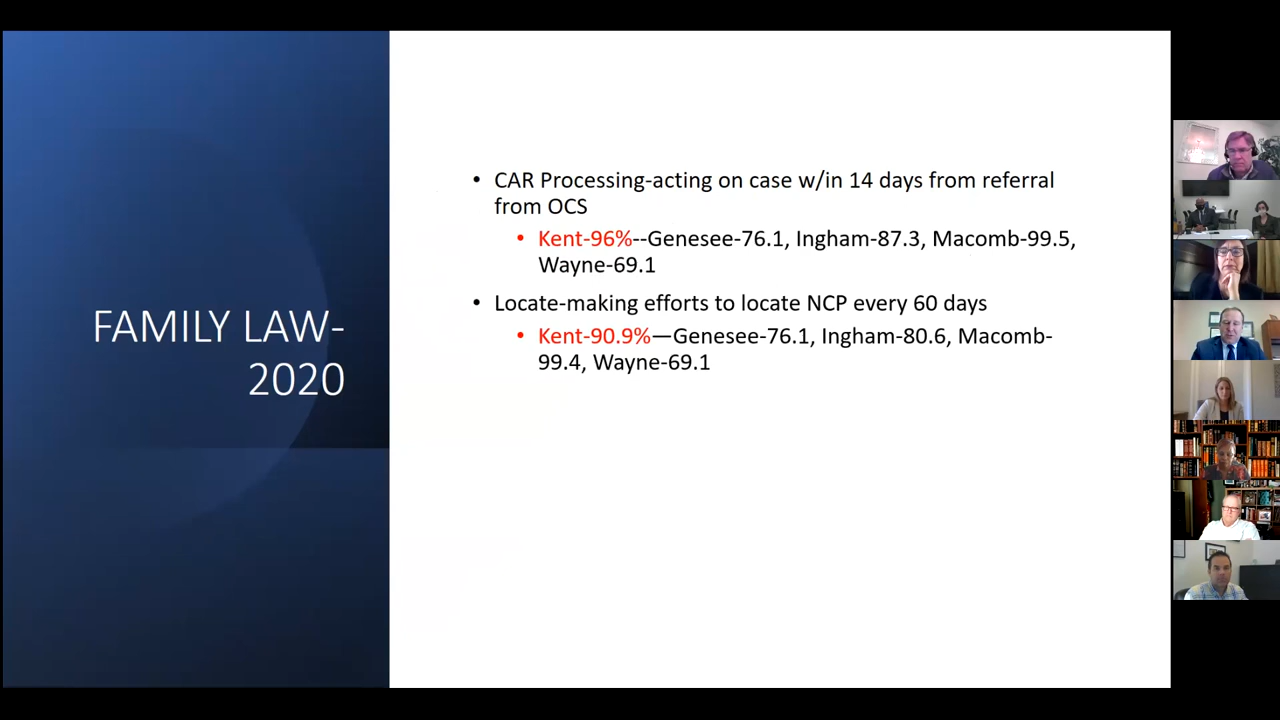 FAMILY LAW-
2020
• CAR Processing-acting on case w/in 14 days from referral
from OCS
• Kent-96%--Genesee-76.1, Ingham-87.3, Macomb-99.5,
Wayne-69.1
• Locate-making efforts to locate NCP every 60 days
• Kent-90.9%—Genesee-76.1, Ingham-80.6, Macomb-
99.4, Wayne-69.1